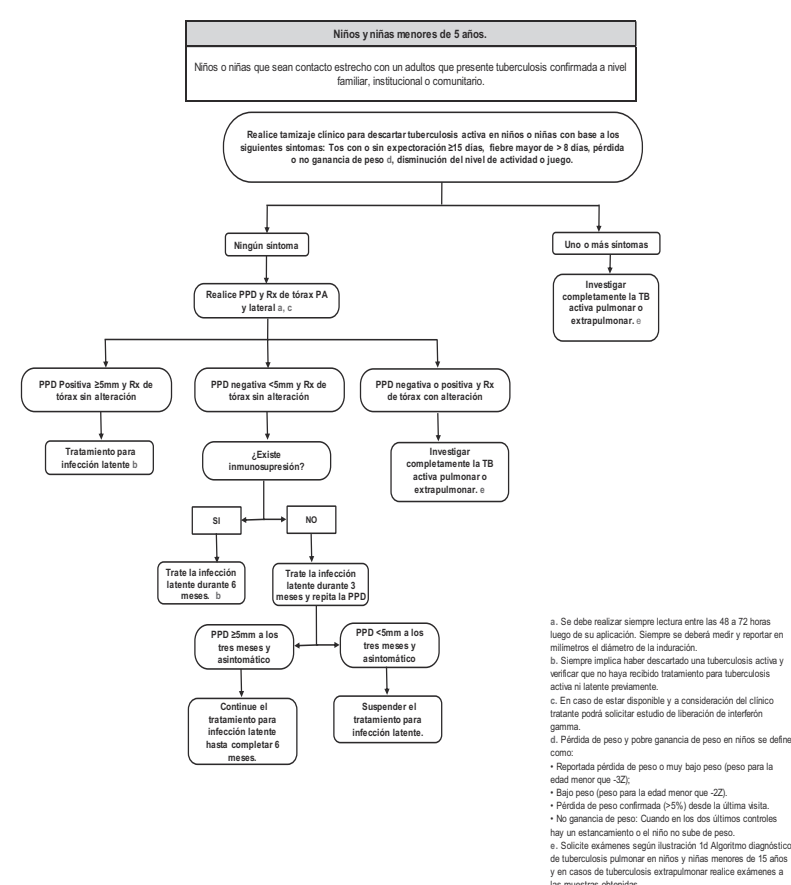 Niños y niñas menores de 5 años.
Niños o niñas que sean contacto estrecho con un adultos que presente tuberculosis confirmada a nivel
familiar, institucional o comunitario.
Realice tamizaje clinico para descartar tuberculosis activa en niños o niñas con base a los
siguientes sintomas: Tos con o sin expectoración ≥15 días, fiebre mayor de > 8 días, pérdida
o no ganancia de peso d, disminución del nivel de actividad o juego.
Ningún síntoma
Uno o más síntomas
Realice PPD y Rx de tórax PA
y lateral a, c
Investigar
completamente la TB
activa pulmonar o
extrapulmonar. e
PPD Positiva ≥5mm y Rx de
tórax sin alteración
PPD negativa <5mm y Rx de
tórax sin alteración
PPD negativa o positiva y Rx
de tórax con alteración
Tratamiento para
infección latente b
¿Existe
inmunosupresión?
Investigar
completamente la TB
activa pulmonar o
extrapulmonar. e
SI
NO
Trate la infección
latente durante 6
meses. b
Trate la infección
latente durante 3
meses y repita la PPD
PPD ≥5mm a los
tres meses y
asintomático
PPD <5mm a los
tres meses y
asintomático
Continue el
tratamiento para
infección latente
hasta completar 6
meses.
Suspender el
tratamiento para
infección latente.
a. Se debe realizar siempre lectura entre las 48 a 72 horas
luego de su aplicación. Siempre se deberá medir y reportar en
milímetros el diámetro de la induración.
b. Siempre implica haber descartado una tuberculosis activa y
verificar que no haya recibido tratamiento para tuberculosis
activa ni latente previamente.
c. En caso de estar disponible y a consideración del clínico
tratante podrá solicitar estudio de liberación de interferón
gamma.
d. Pérdida de peso y pobre ganancia de peso en niños se define
como:
• Reportada pérdida de peso o muy bajo peso (peso para la
edad menor que -3Z);
• Bajo peso (peso para la edad menor que -2Z).
• Pérdida de peso confirmada (>5%) desde la última visita.
• No ganancia de peso: Cuando en los dos últimos controles
hay un estancamiento o el niño no sube de peso.
e. Solicite exámenes según ilustración 1d Algoritmo diagnóstico
de tuberculosis pulmonar en niños y niñas menores de 15 años
y en casos de tuberculosis extrapulmonar realice exámenes a
las muestras obtenidas